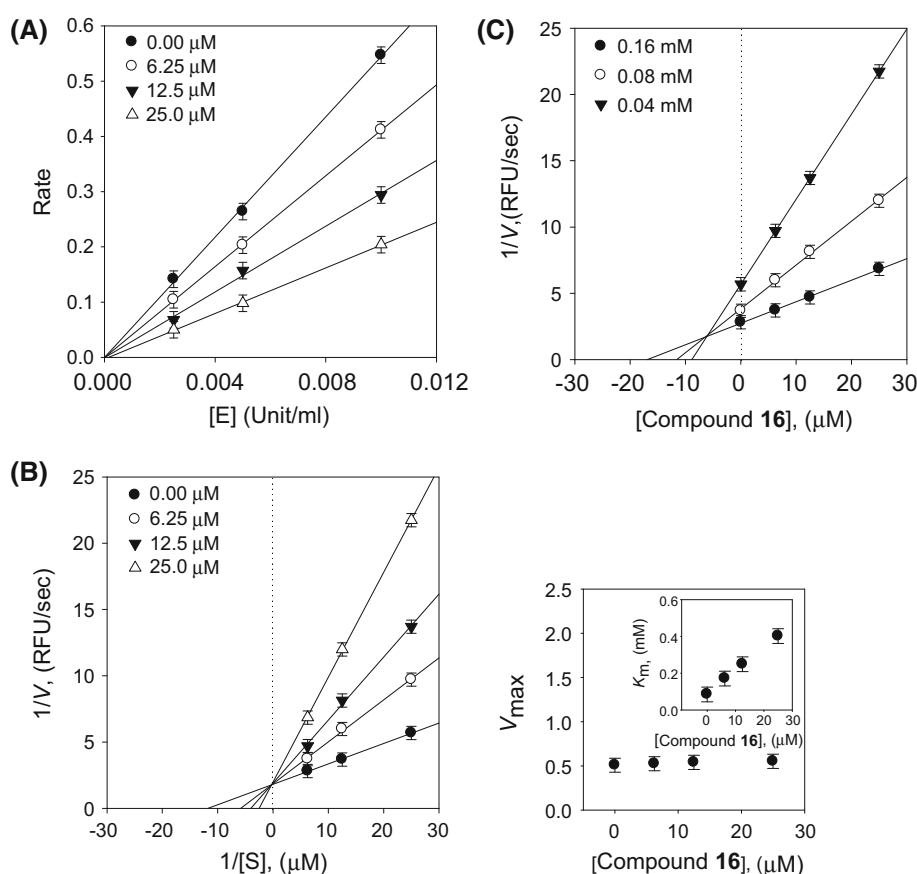 (A)
0.00 μM
6.25 μM
12.5 μM
25.0 μM
0.6
0.5
0.4
0.3
0.2
0.1
0.0
Rate
0.000 0.004 0.008 0.012
[E] (Unit/ml)
(C)
0.16 mM
0.08 mM
0.04 mM
25
20
15
10
5
0
1/V,(RFU/sec)
-30 -20 -10 0 10 20 30
[Compound 16], (μM)
(B)
0.00 μM
6.25 μM
12.5 μM
25.0 μM
25
20
15
10
5
0
1/V, (RFU/sec)
-30 -20 -10 0 10 20 30
1/[S], (μM)
2.5
2.0
1.5
1.0
0.5
0.0
Vmax
0 10 20 30
[Compound 16], (μM)
0.6
0.4
0.2
0.0
Km, (mM)
0 10 20 30
[Compound 16], (μM)